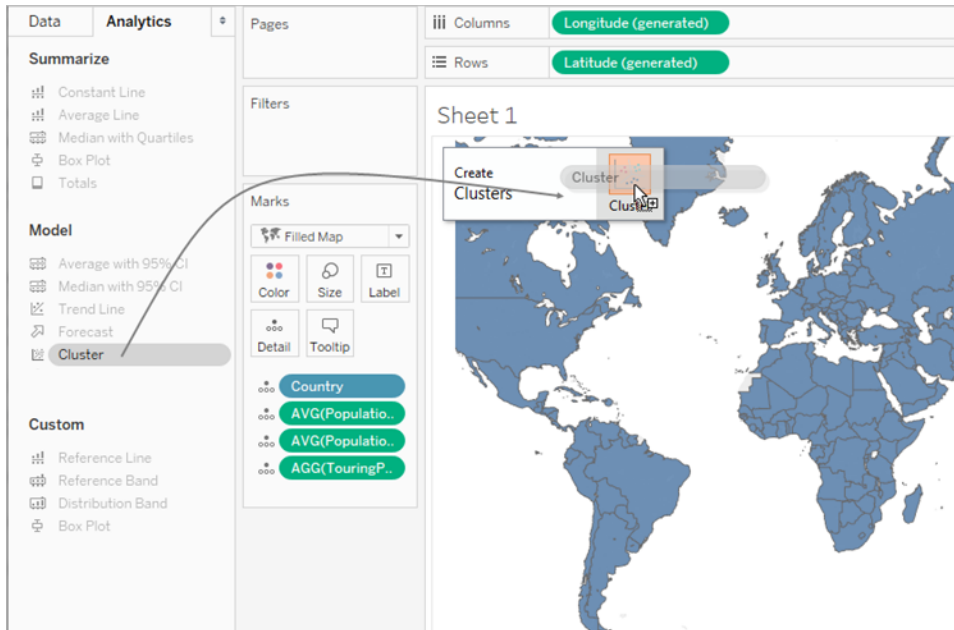 Data
Analytics
Summarize
Constant Line
Average Line
Median with Quartiles
Box Plot
Totals
Model
Average with 95% CI
Median with 95% CI
Trend Line
Forecast
Cluster
Custom
Reference Line
Reference Band
Distribution Band
Box Plot
Pages
Filters
Marks
Filled Map
Color
Size
Label
Detail
Tooltip
Country
AVG(Populatio..
AVG(Populatio..
AGG(TouringP..
Columns
Longitude (generated)
Rows
Latitude (generated)
Sheet 1
Create
Clusters
Cluster